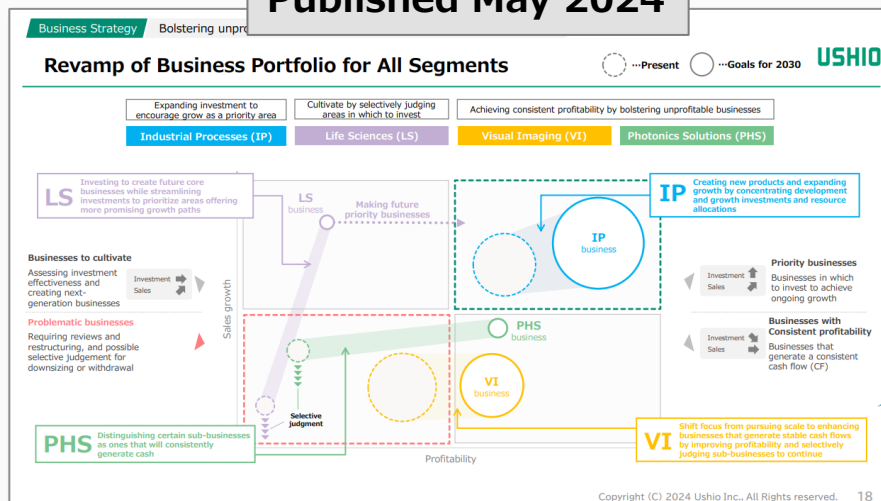 Published May 2024
Business Strategy
Bolstering unpro
Revamp of Business Portfolio for All Segments
···Present
···Goals for 2030
USHIO
Expanding investment to
encourage grow as a priority area
Cultivate by selectively judging
areas in which to invest
Achieving consistent profitability by bolstering unprofitable businesses
Industrial Processes (IP)
Life Sciences (LS)
Visual Imaging (VI)
Photonics Solutions (PHS)
LS
Investing to create future core
businesses while streamlining
investments to prioritize areas offering
more promising growth paths
LS
business
Making future
priority businesses
IP
business
IP
Creating new products and expanding
growth by concentrating development
and growth investments and resource
allocations
Businesses to cultivate
Assessing investment
effectiveness and
creating next-
generation businesses
Investment
Sales
Problematic businesses
Requiring reviews and
restructuring, and possible
selective judgement for
downsizing or withdrawal
Sales growth
Investment
Sales
Priority businesses
Businesses in which
to invest to achieve
ongoing growth
Investment
Sales
Businesses with
Consistent profitability
Businesses that
generate a consistent
cash flow (CF)
PHS
business
VI
business
Selective
judgment
PHS
Distinguishing certain sub-businesses
as ones that will consistently
generate cash
Profitability
VI
Shift focus from pursuing scale to enhancing
businesses that generate stable cash flows
by improving profitability and selectively
judging sub-businesses to continue
Copyright (C) 2024 Ushio Inc., All Rights reserved.
18